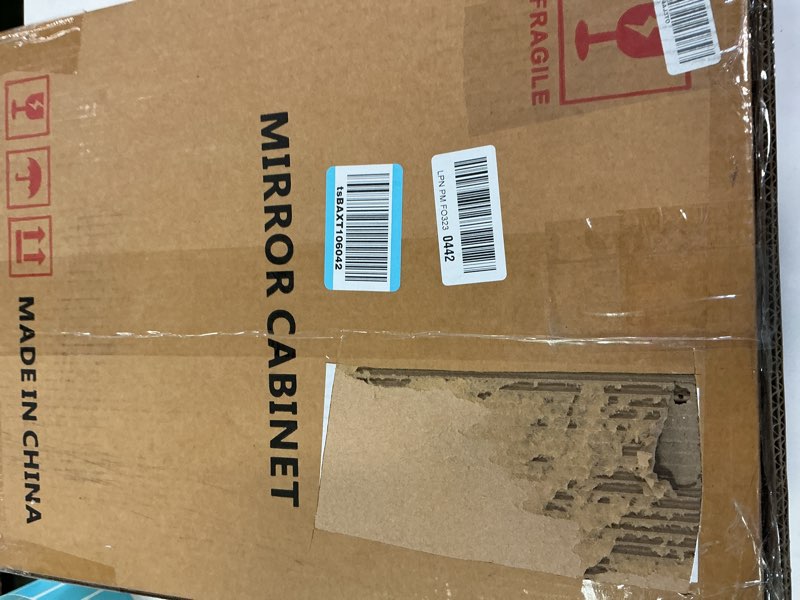 FRAGILE
MIRROR CABINET
tsBAXT106042
LPN PM FO323 0442
MADE IN CHINA